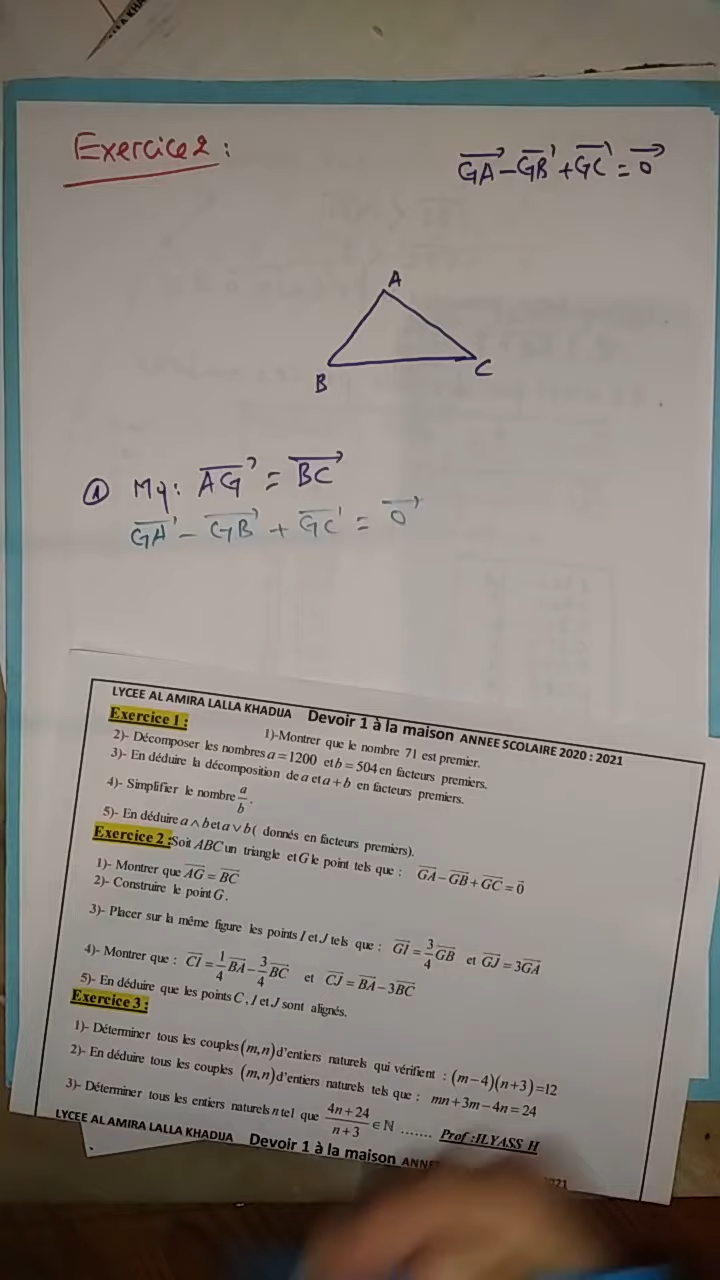 Exercice 2 :
GA - GB + GC = 0
A
B
C
① Mq: AG = BC
GA - GB + GC = 0
LYCEE AL AMIRA LALLA KHADIJA Devoir 1 à la maison ANNEE SCOLAIRE 2020 : 2021
Exercice 1 : 1)-Montrer que le nombre 71 est premier.
2)- Décomposer les nombres a = 1200 et b = 504 en facteurs premiers.
3)- En déduire la décomposition de a et a + b en facteurs premiers.
4)- Simplifier le nombre a/b.
5)- En déduire a ∧ b et a ∨ b ( donnés en facteurs premiers).
Exercice 2 :Soit ABC un triangle et G le point tels que : GA - GB + GC = 0
1)- Montrer que AG = BC
2)- Construire le point G.
3)- Placer sur la même figure les points I et J tels que : GI = 3/4 GB et GJ = 3GA
4)- Montrer que : CI = 1/4 BA - 3/4 BC et CJ = BA - 3BC
5)- En déduire que les points C, I et J sont alignés.
Exercice 3 :
1)- Déterminer tous les couples (m, n) d'entiers naturels qui vérifient : (m-4)(n+3)=12
2)- En déduire tous les couples (m, n) d'entiers naturels tels que : mn+3m-4n=24
3)- Déterminer tous les entiers naturels n tel que 4n+24/n+3 ∈ ℕ ....... Prof :ILYASS H
LYCEE AL AMIRA LALLA KHADIJA Devoir 1 à la maison